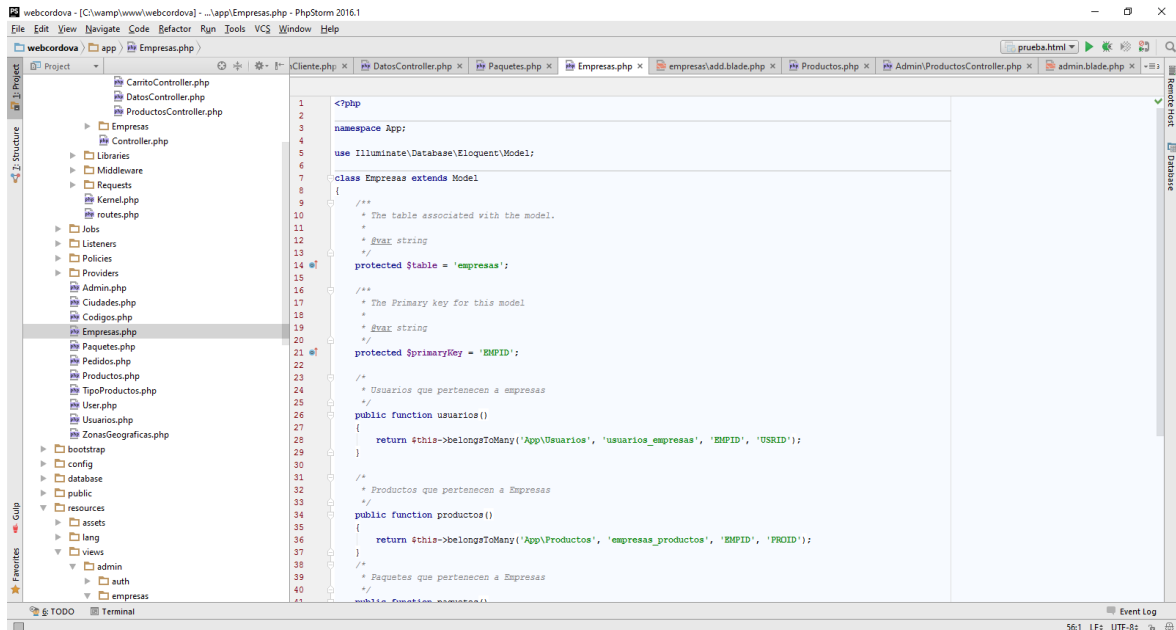 webcordova - [C:\wamp\www\webcordova] - ...\app\Empresas.php - PhpStorm 2016.1
File Edit View Navigate Code Refactor Run Tools VCS Window Help
webcordova app Empresas.php prueba.html
Project Cliente.php DatosController.php Paquetes.php Empresas.php empresas\add.blade.php Productos.php Admin\ProductosController.php admin.blade.php
1: Project
7: Structure
Gulp
Favorites
CarritoController.php
DatosController.php
ProductosController.php
Empresas
Controller.php
Libraries
Middleware
Requests
Kernel.php
routes.php
Jobs
Listeners
Policies
Providers
Admin.php
Ciudades.php
Codigos.php
Empresas.php
Paquetes.php
Pedidos.php
Productos.php
TipoProductos.php
User.php
Usuarios.php
ZonasGeograficas.php
bootstrap
config
database
public
resources
assets
lang
views
admin
auth
empresas
1 <?php
2
3 namespace App;
4
5 use Illuminate\Database\Eloquent\Model;
6
7 class Empresas extends Model
8 {
9 /**
10 * The table associated with the model.
11 *
12 * @var string
13 */
14 protected $table = 'empresas';
15
16 /**
17 * The Primary key for this model
18 *
19 * @var string
20 */
21 protected $primaryKey = 'EMPID';
22
23 /*
24 * Usuarios que pertenecen a empresas
25 */
26 public function usuarios()
27 {
28 return $this->belongsToMany('App\Usuarios', 'usuarios_empresas', 'EMPID', 'USRID');
29 }
30
31 /*
32 * Productos que pertenecen a Empresas
33 */
34 public function productos()
35 {
36 return $this->belongsToMany('App\Productos', 'empresas_productos', 'EMPID', 'PROID');
37 }
38 /*
39 * Paquetes que pertenecen a Empresas
40 */
41 public function paquetes()
Remote Host
Database
6: TODO Terminal Event Log
56:1 LF UTF-8